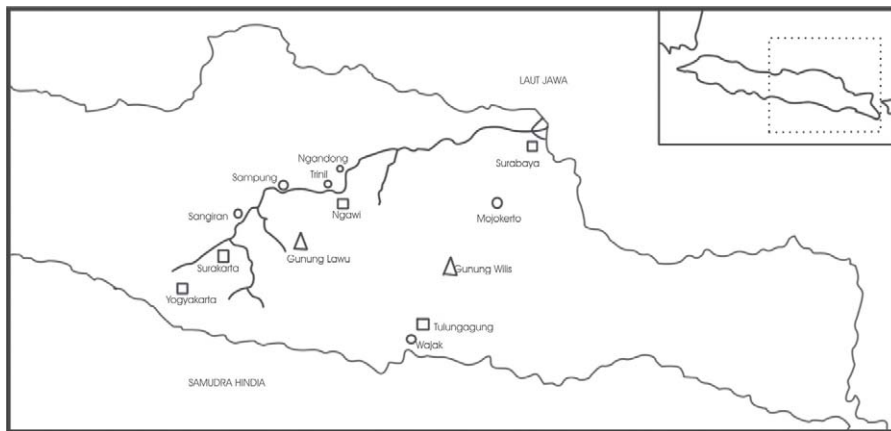 LAUT JAWA
Ngandong
Trinil
Sampung
Surabaya
Ngawi
Sangiran
Mojokerto
Gunung Lawu
Surakarta
Gunung Wilis
Yogyakarta
Tulungagung
Wajak
SAMUDRA HINDIA